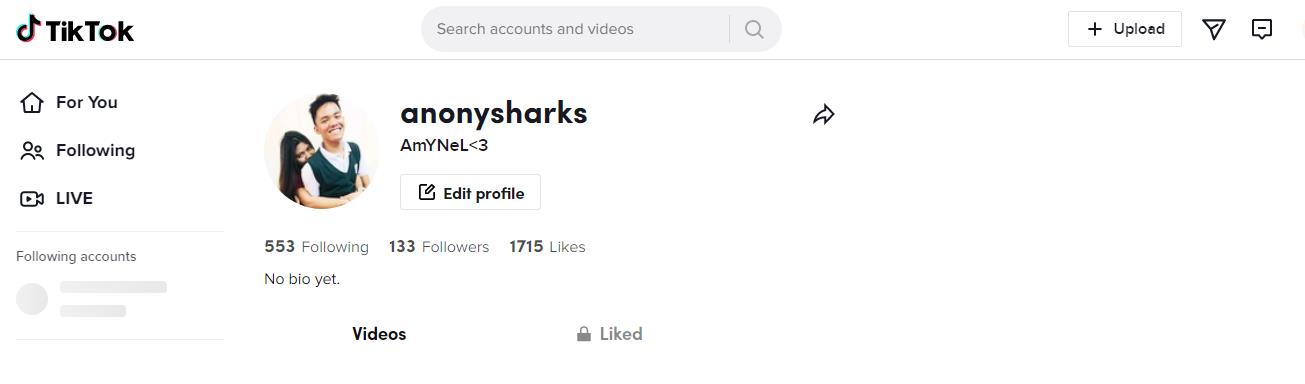 TikTok
Search accounts and videos
Upload
For You
Following
LIVE
Following accounts
anonysharks
AmYNeL<3
Edit profile
553 Following 133 Followers 1715 Likes
No bio yet.
Videos Liked